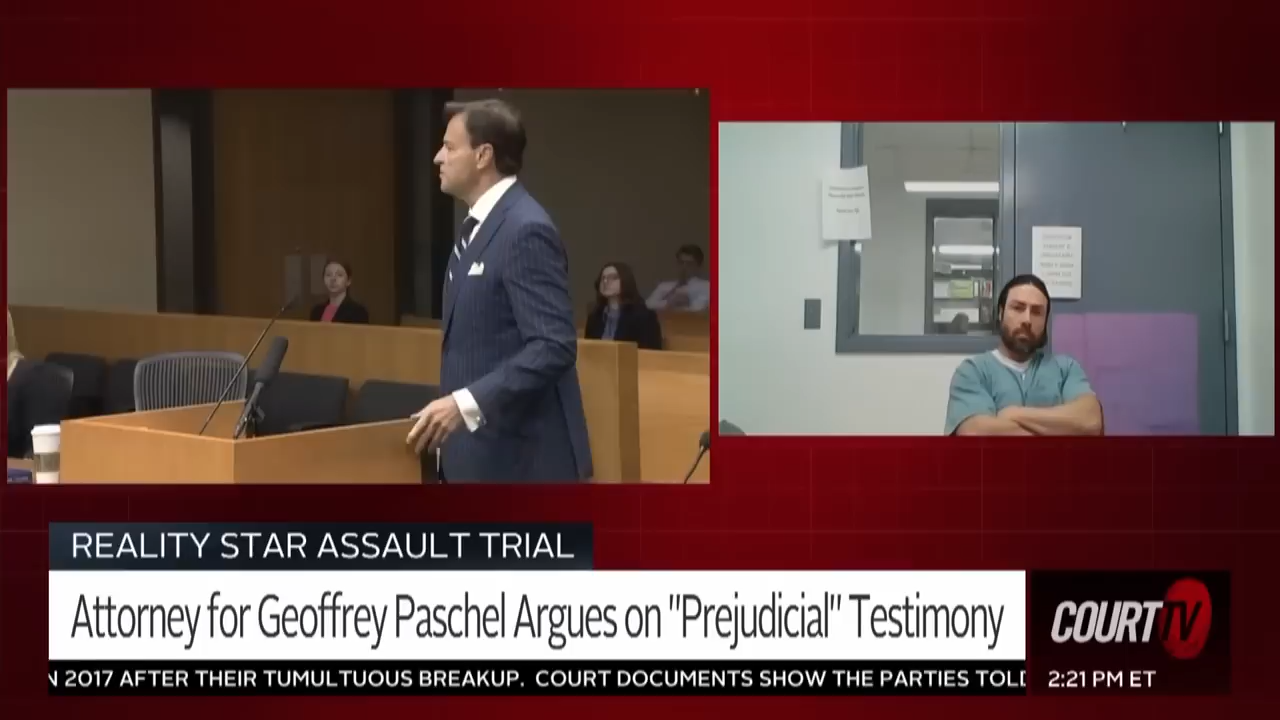 REALITY STAR ASSAULT TRIAL
Attorney for Geoffrey Paschel Argues on "Prejudicial" Testimony
COURT TV
N 2017 AFTER THEIR TUMULTUOUS BREAKUP. COURT DOCUMENTS SHOW THE PARTIES TOLD
2:21 PM ET